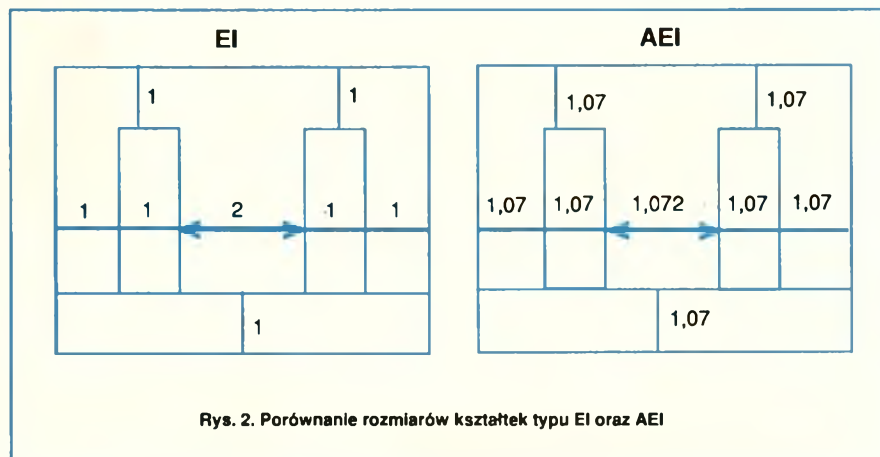 EI AEI
1 1 1,07 1,07
1 1 2 1 1 1,07 1,07 1,072 1,07 1,07
1 1,07
Rys. 2. Porównanie rozmiarów kształtek typu EI oraz AEI